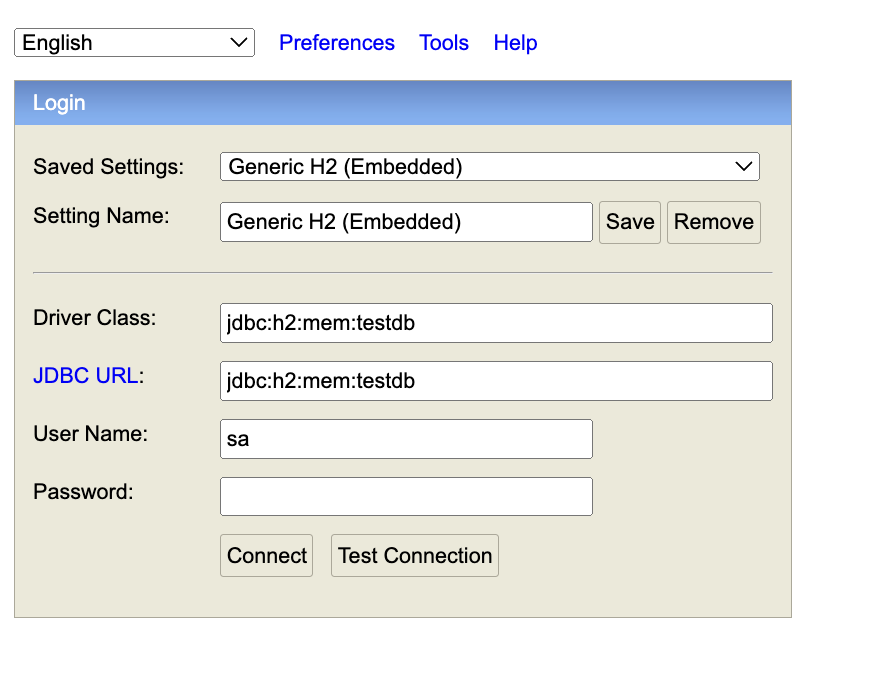 English Preferences Tools Help
Login
Saved Settings: Generic H2 (Embedded)
Setting Name: Generic H2 (Embedded) Save Remove
Driver Class: jdbc:h2:mem:testdb
JDBC URL: jdbc:h2:mem:testdb
User Name: sa
Password:
Connect Test Connection